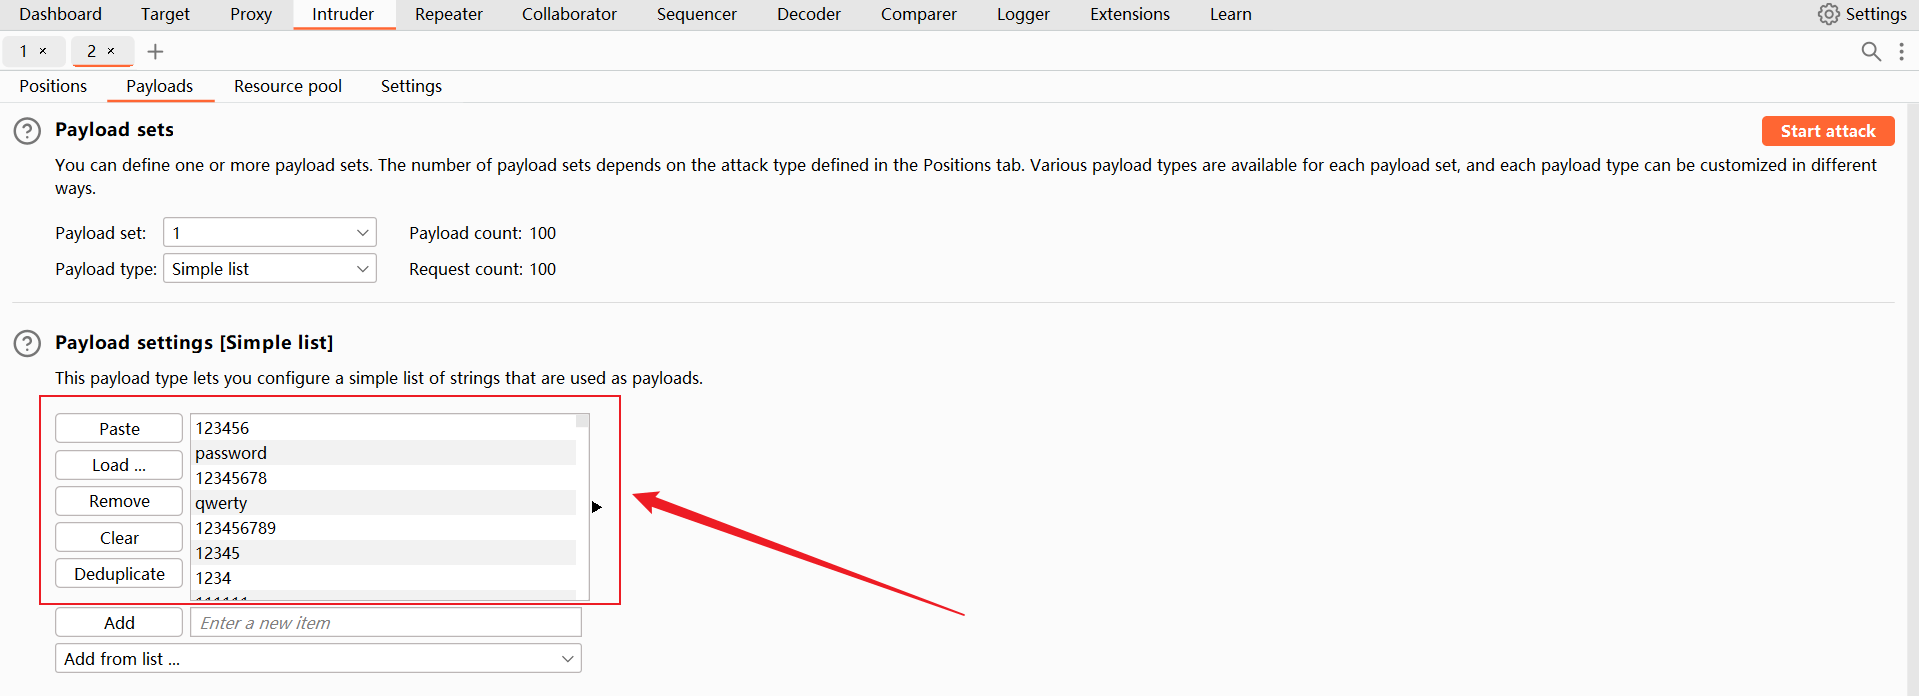 Dashboard Target Proxy Intruder Repeater Collaborator Sequencer Decoder Comparer Logger Extensions Learn Settings
1 × 2 × +
Positions Payloads Resource pool Settings
? Payload sets Start attack
You can define one or more payload sets. The number of payload sets depends on the attack type defined in the Positions tab. Various payload types are available for each payload set, and each payload type can be customized in different
ways.
Payload set: 1 Payload count: 100
Payload type: Simple list Request count: 100
? Payload settings [Simple list]
This payload type lets you configure a simple list of strings that are used as payloads.
Paste 123456
password
Load ... 12345678
Remove qwerty
123456789
Clear 12345
Deduplicate 1234
Add Enter a new item
Add from list ...